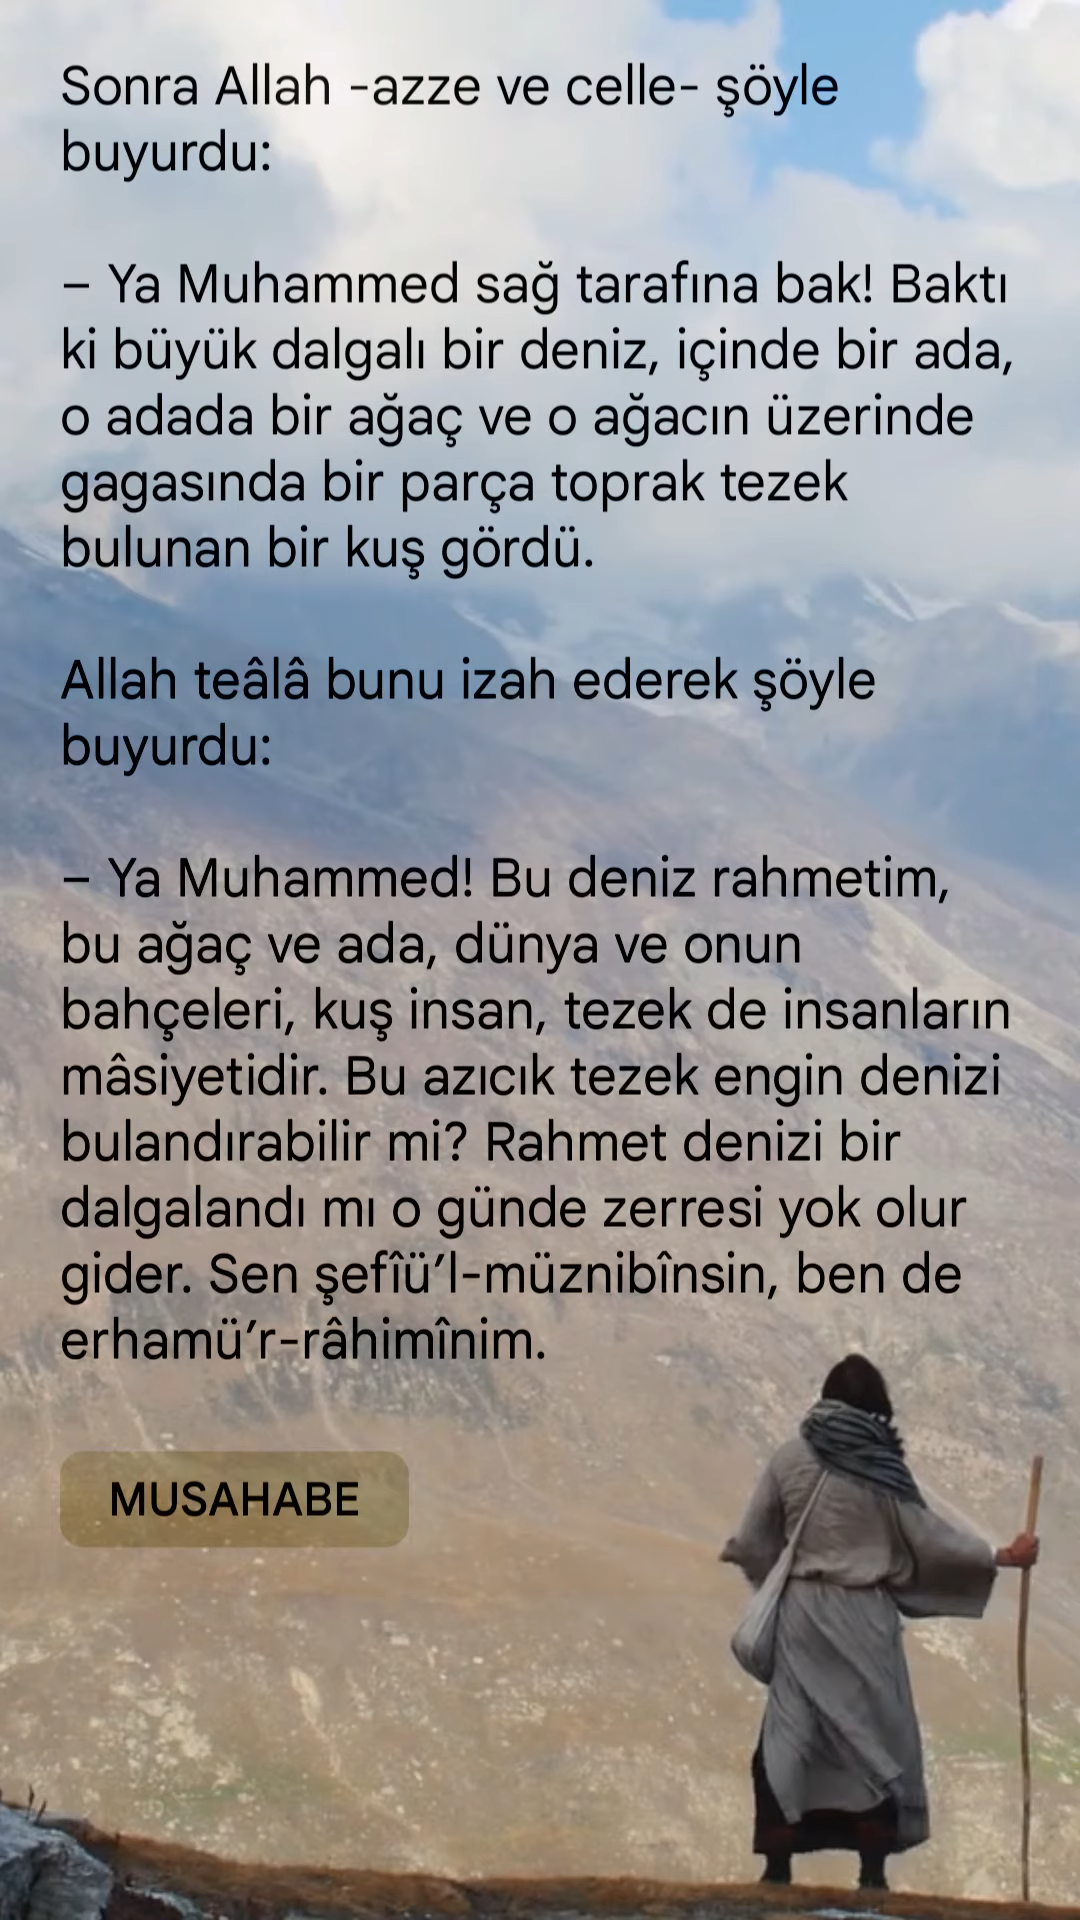 Sonra Allah -azze ve celle- şöyle
buyurdu:
– Ya Muhammed sağ tarafına bak! Baktı
ki büyük dalgalı bir deniz, içinde bir ada,
o adada bir ağaç ve o ağacın üzerinde
gagasında bir parça toprak tezek
bulunan bir kuş gördü.
Allah teâlâ bunu izah ederek şöyle
buyurdu:
– Ya Muhammed! Bu deniz rahmetim,
bu ağaç ve ada, dünya ve onun
bahçeleri, kuş insan, tezek de insanların
mâsiyetidir. Bu azıcık tezek engin denizi
bulandırabilir mi? Rahmet denizi bir
dalgalandı mı o günde zerresi yok olur
gider. Sen şefîü’l-müznibînsin, ben de
erhamü’r-râhimînim.
MUSAHABE